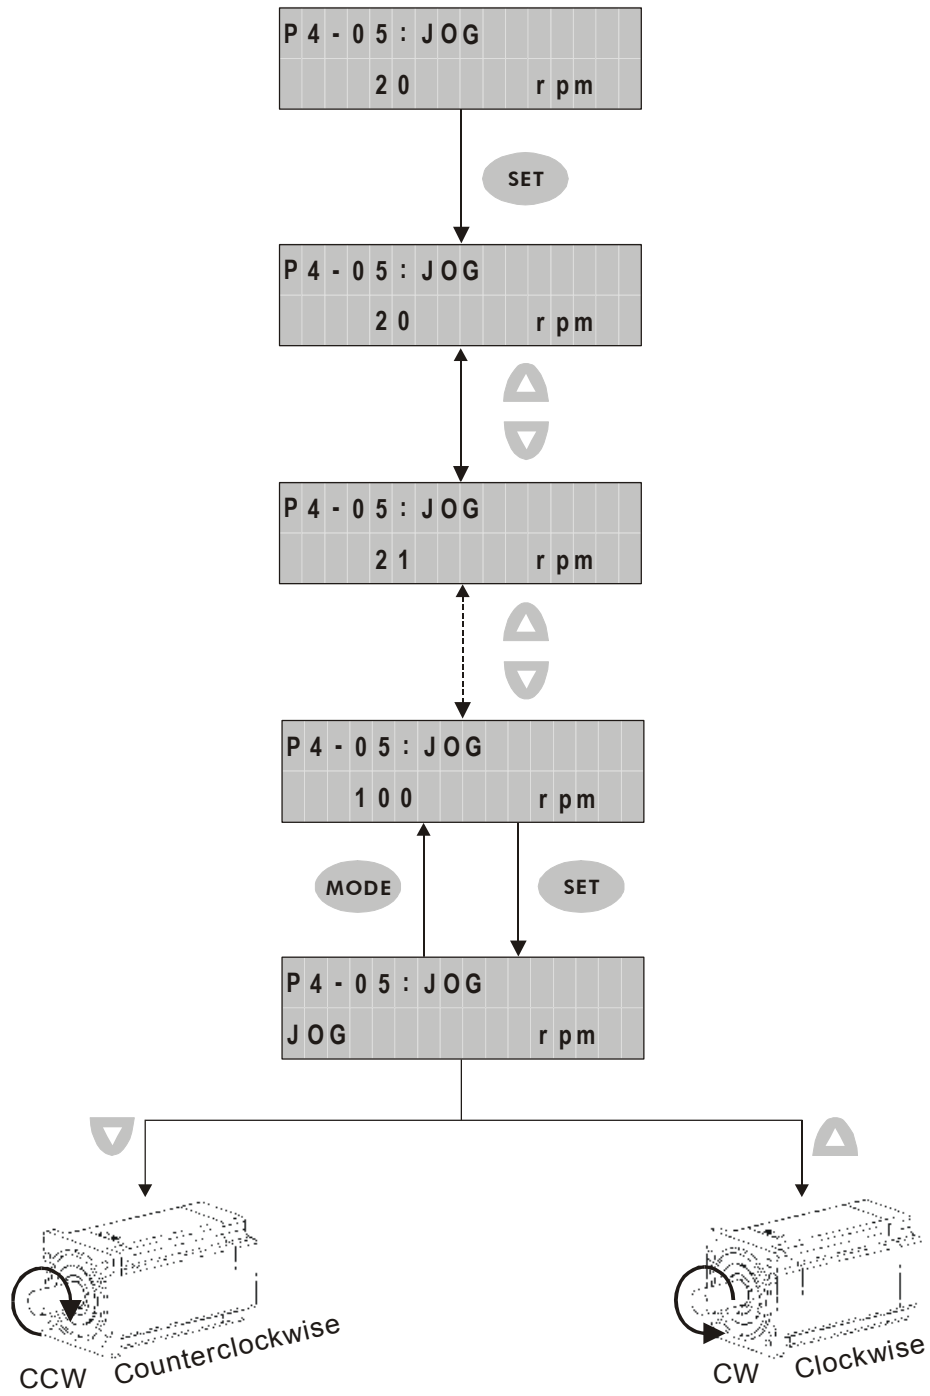 P4-05:JOG
20 rpm
SET
P4-05:JOG
20 rpm
P4-05:JOG
21 rpm
P4-05:JOG
100 rpm
MODE SET
P4-05:JOG
JOG rpm
CCW Counterclockwise
CW Clockwise